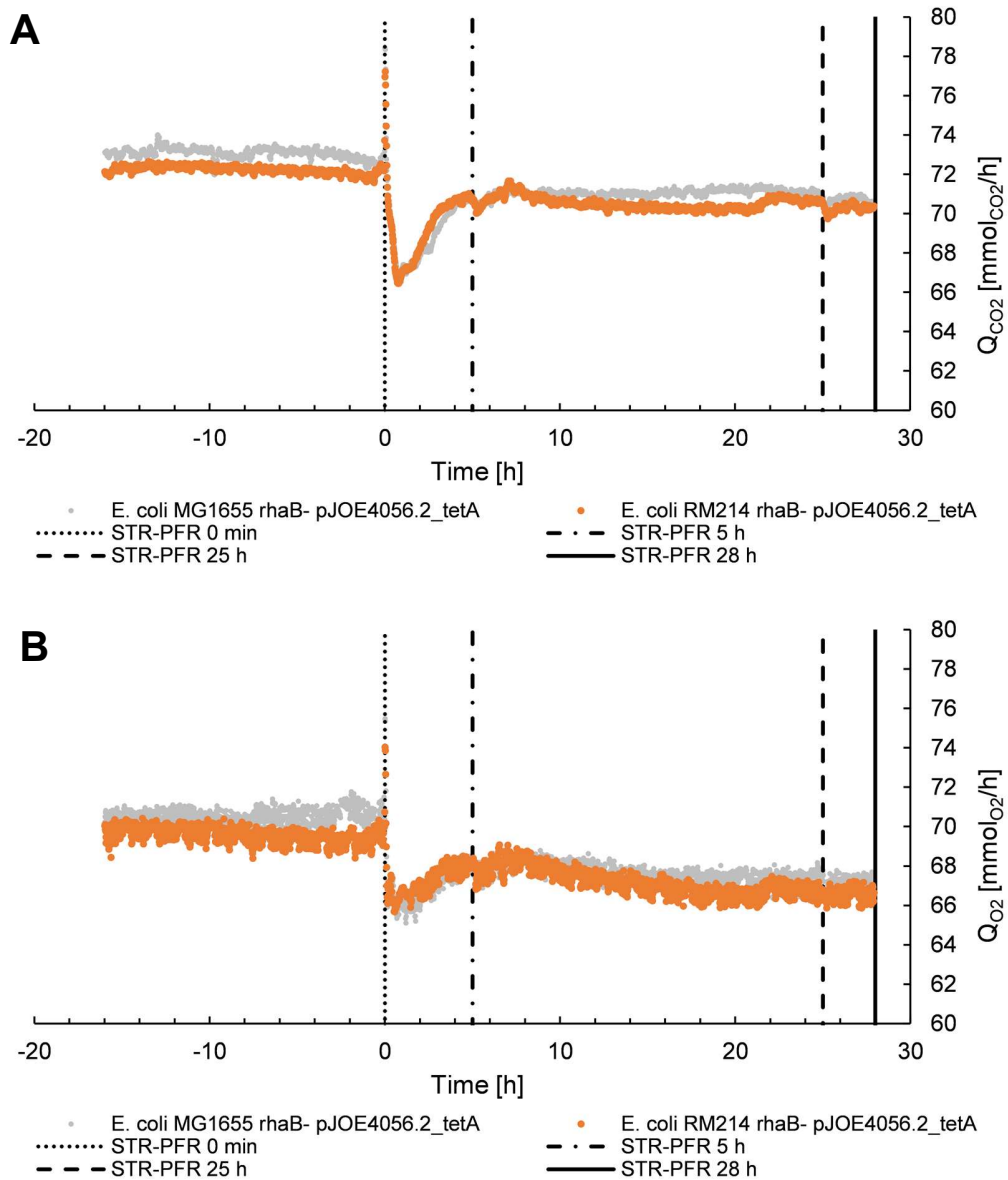 A
80
78
76
74
72
70
68
66
64
62
60
Q_CO2 [mmol_CO2/h]
-20 -10 0 10 20 30
Time [h]
E. coli MG1655 rhaB- pJOE4056.2_tetA E. coli RM214 rhaB- pJOE4056.2_tetA
STR-PFR 0 min STR-PFR 5 h
STR-PFR 25 h STR-PFR 28 h
B
80
78
76
74
72
70
68
66
64
62
60
Q_O2 [mmol_O2/h]
-20 -10 0 10 20 30
Time [h]
E. coli MG1655 rhaB- pJOE4056.2_tetA E. coli RM214 rhaB- pJOE4056.2_tetA
STR-PFR 0 min STR-PFR 5 h
STR-PFR 25 h STR-PFR 28 h